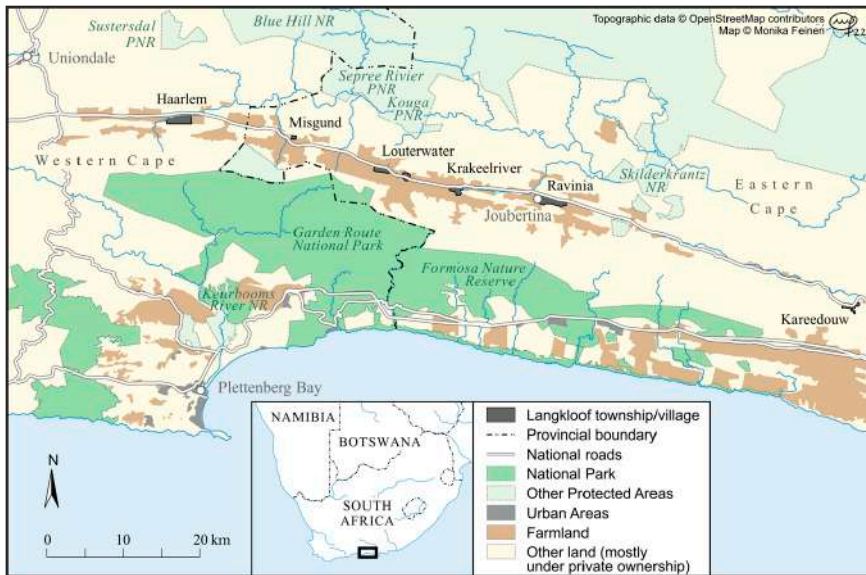 Sustersdal
PNR
Blue Hill NR
Topographic data © OpenStreetMap contributors
Map © Monika Feinen
Uniondale
Sepree Rivier
PNR
Kouga
PNR
Haarlem
Misgund
Louterwater
Krakeelriver
Western Cape
Ravinia
Skilderkrantz
NR
Eastern
Cape
Joubertina
Garden Route
National Park
Formosa Nature
Reserve
Keurbooms
River NR
Kareedouw
Plettenberg Bay
N
0 10 20 km
NAMIBIA
BOTSWANA
SOUTH
AFRICA
Langkloof township/village
Provincial boundary
National roads
National Park
Other Protected Areas
Urban Areas
Farmland
Other land (mostly
under private ownership)